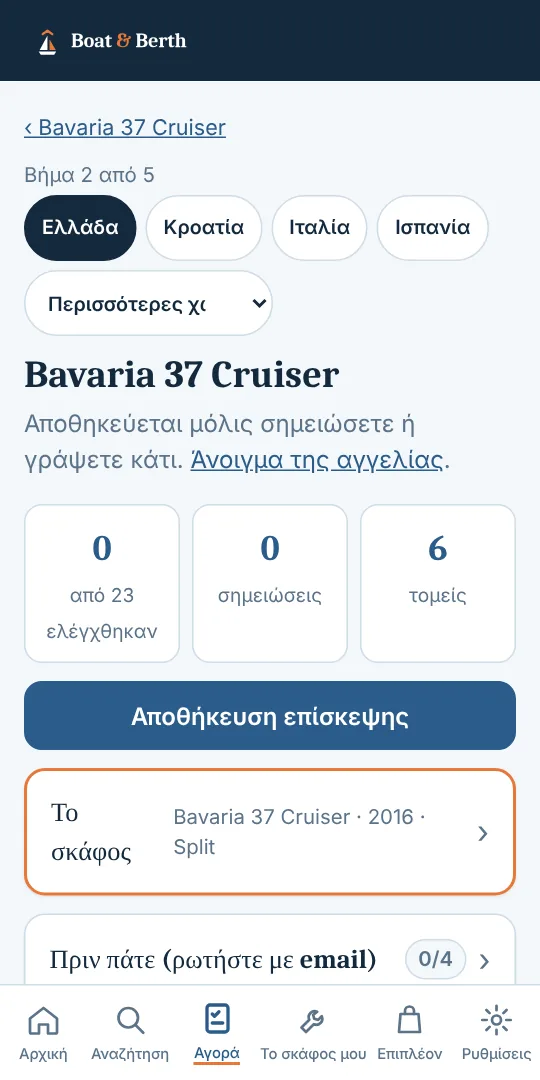 Boat & Berth
‹ Bavaria 37 Cruiser
Βήμα 2 από 5
Ελλάδα Κροατία Ιταλία Ισπανία
Περισσότερες
Bavaria 37 Cruiser
Αποθηκεύεται μόλις σημειώσετε ή
γράψετε κάτι. Άνοιγμα της αγγελίας.
0 0 6
από 23 σημειώσεις τομείς
ελέγχθηκαν
Αποθήκευση επίσκεψης
Το
σκάφος
Bavaria 37 Cruiser · 2016 ·
Split
Πριν πάτε (ρωτήστε με email) 0/4
Αρχική Αναζήτηση Αγορά Το σκάφος μου Επιπλέον Ρυθμίσεις